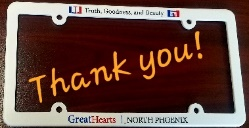 Truth, Goodness, and Beauty
Thank you!
GreatHearts | NORTH PHOENIX